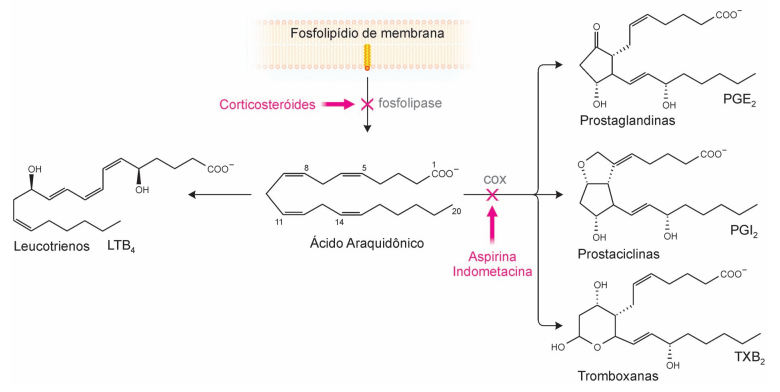 Fosfolipídio de membrana
Corticosteróides
fosfolipase
COO⁻
O
OH
OH
PGE₂
Prostaglandinas
OH
COO⁻
OH
Leucotrienos
LTB₄
8
5
1
COO⁻
11
14
20
Ácido Araquidônico
COX
Aspirina
Indometacina
COO⁻
O
OH
OH
PGI₂
Prostaciclinas
OH
COO⁻
HO
O
OH
TXB₂
Tromboxanas